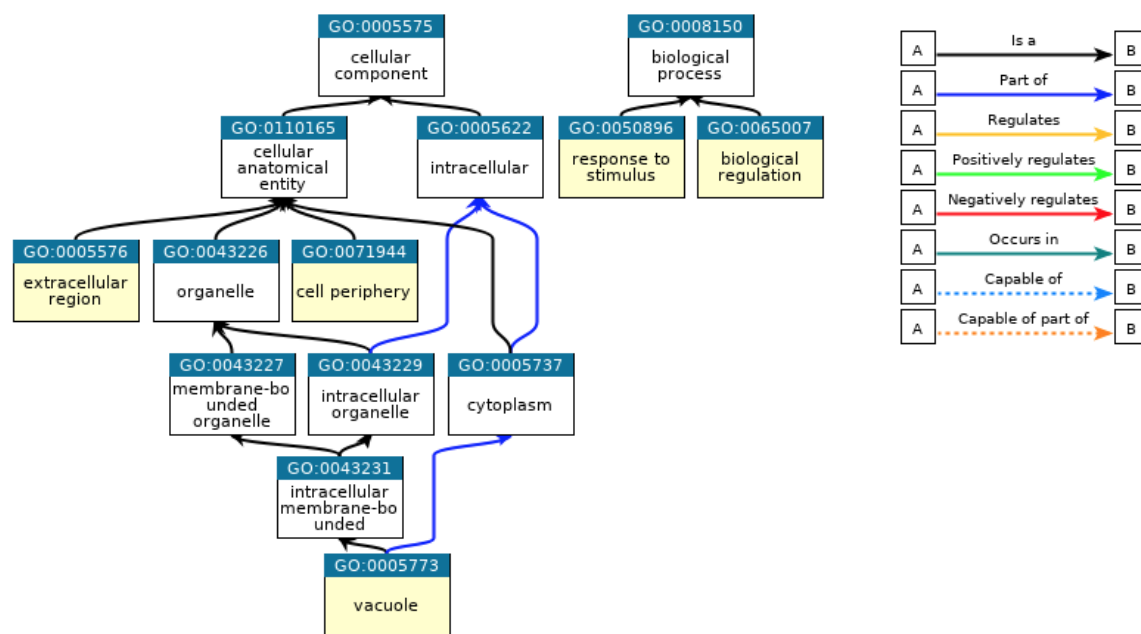 GO:0005575
cellular
component
GO:0008150
biological
process
A
Is a
B
A
Part of
B
A
Regulates
B
A
Positively regulates
B
A
Negatively regulates
B
A
Occurs in
B
A
Capable of
B
A
Capable of part of
B
GO:0110165
cellular
anatomical
entity
GO:0005622
intracellular
GO:0050896
response to
stimulus
GO:0065007
biological
regulation
GO:0005576
extracellular
region
GO:0043226
organelle
GO:0071944
cell periphery
GO:0043227
membrane-bo
unded
organelle
GO:0043229
intracellular
organelle
GO:0005737
cytoplasm
GO:0043231
intracellular
membrane-bo
unded
GO:0005773
vacuole